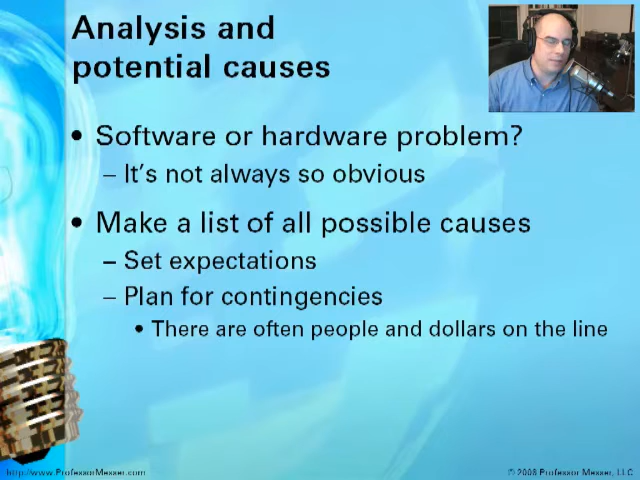 Analysis and
potential causes
• Software or hardware problem?
– It's not always so obvious
• Make a list of all possible causes
– Set expectations
– Plan for contingencies
• There are often people and dollars on the line
http://www.ProfessorMesser.com
© 2008 Professor Messer, LLC